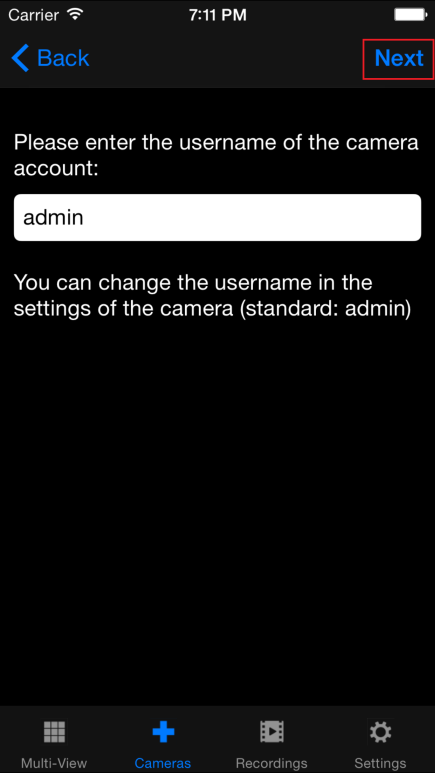 Carrier 7:11 PM
Back Next
Please enter the username of the camera
account:
admin
You can change the username in the
settings of the camera (standard: admin)
Multi-View Cameras Recordings Settings